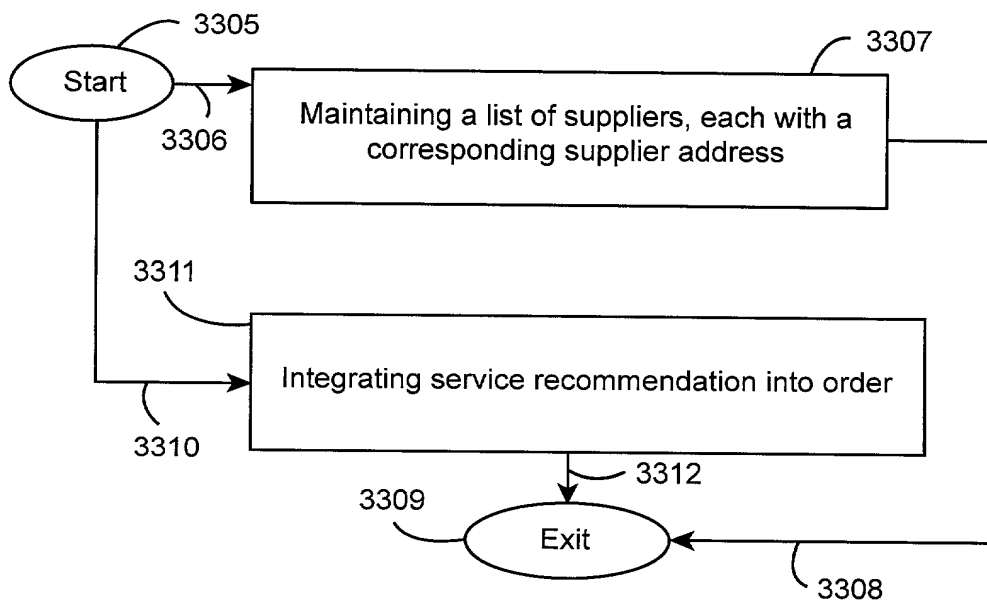 3305
Start
3306
3307
Maintaining a list of suppliers, each with a
corresponding supplier address
3311
Integrating service recommendation into order
3310
3312
3309
Exit
3308